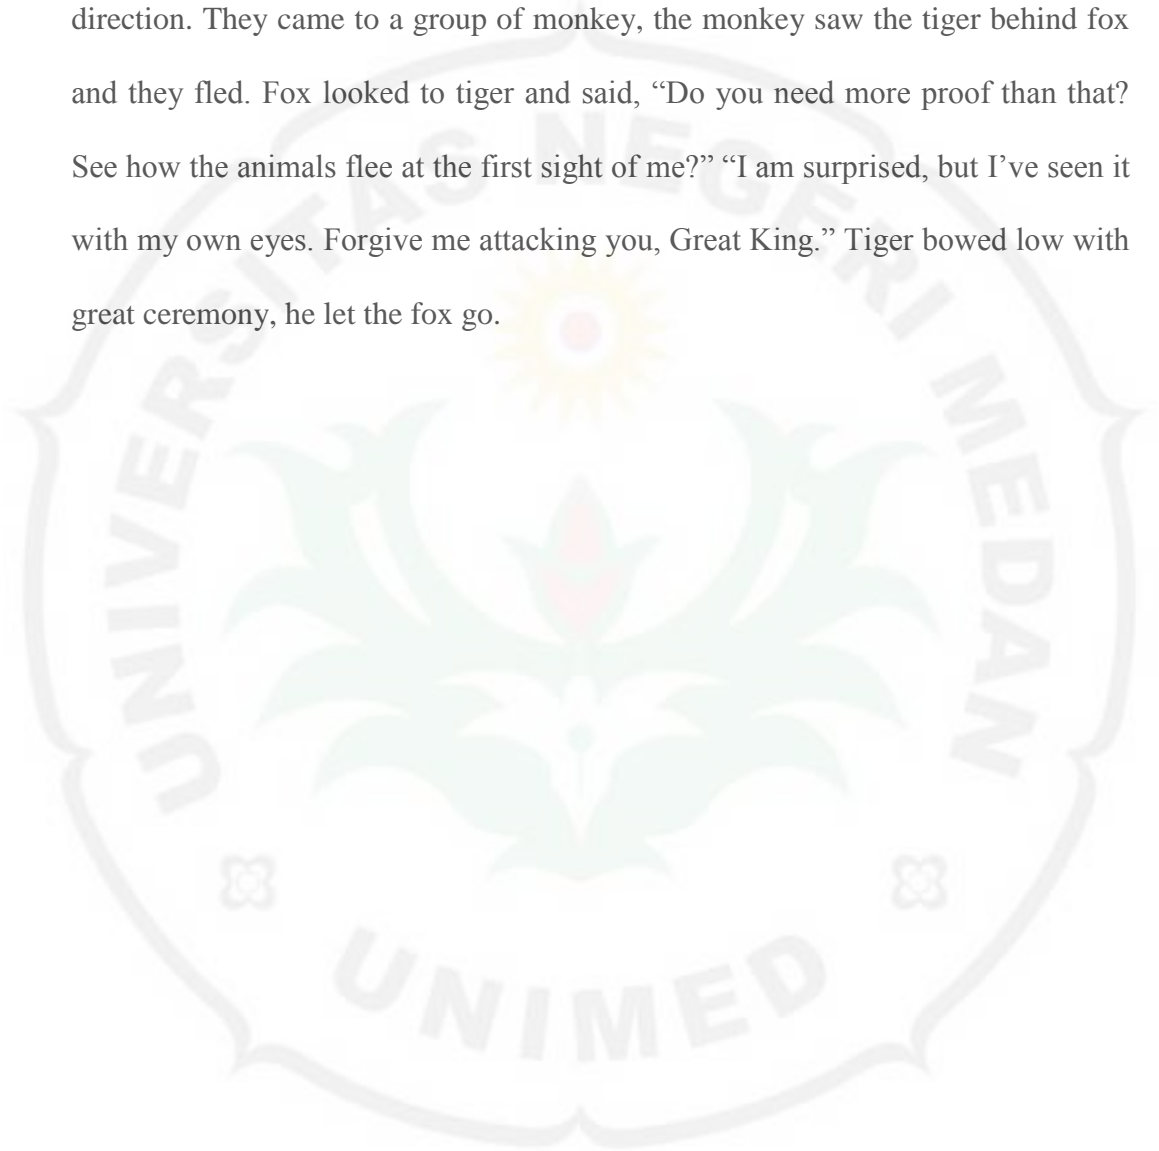 direction. They came to a group of monkey, the monkey saw the tiger behind fox
and they fled. Fox looked to tiger and said, “Do you need more proof than that?
See how the animals flee at the first sight of me?” “I am surprised, but I’ve seen it
with my own eyes. Forgive me attacking you, Great King.” Tiger bowed low with
great ceremony, he let the fox go.
UNIVERSITAS NEGERI MEDAN
UNIMED